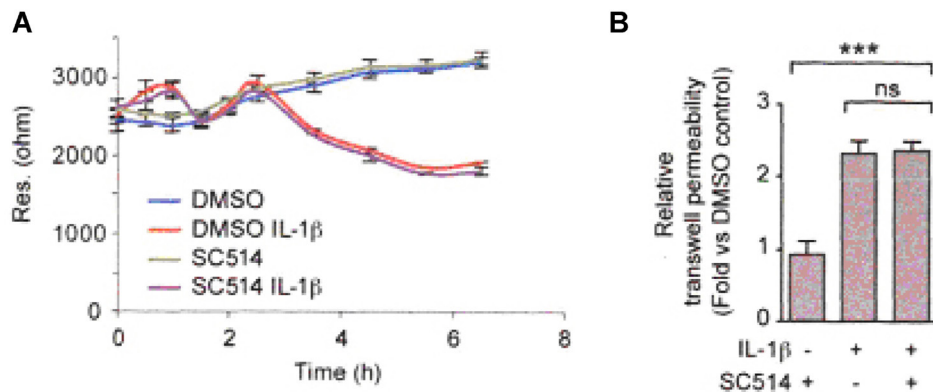 A
Res. (ohm)
3000
2000
1000
0
DMSO
DMSO IL-1β
SC514
SC514 IL-1β
0 2 4 6 8
Time (h)
B
Relative
transwell permeability
(Fold vs DMSO control)
***
ns
3
2
1
0
IL-1β - + +
SC514 + - +